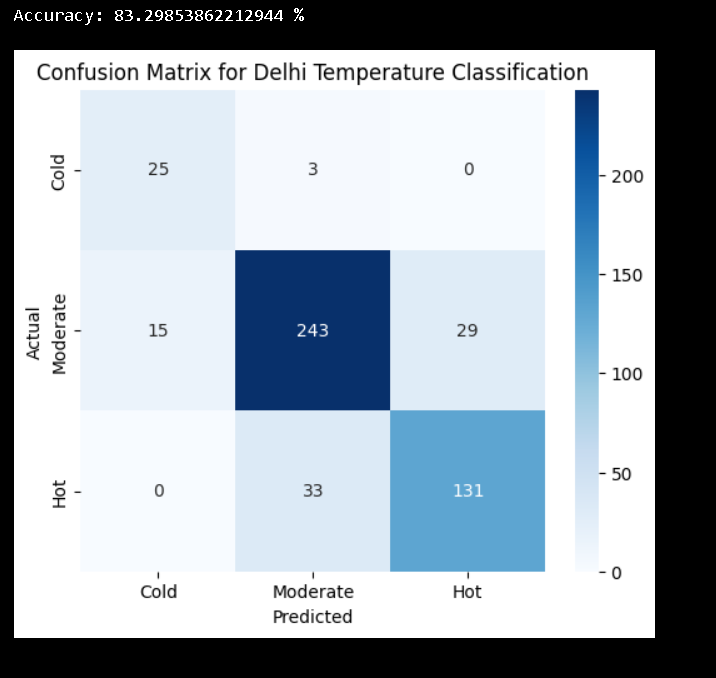 Accuracy: 83.29853862212944 %
Confusion Matrix for Delhi Temperature Classification
Cold 25 3 0
Moderate 15 243 29
Hot 0 33 131
Actual
Cold Moderate Hot
Predicted
200
150
100
50
0